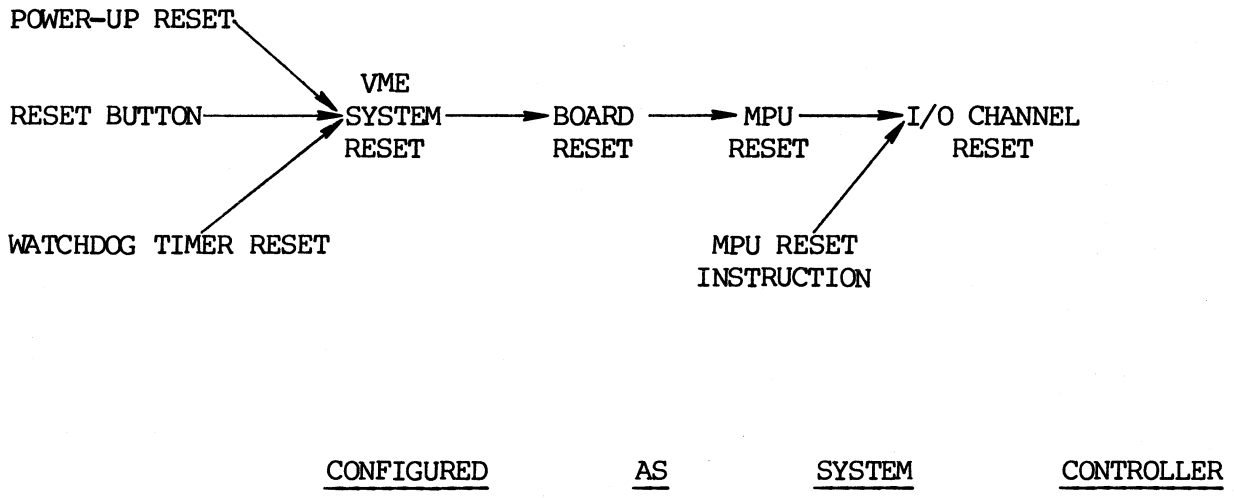 POWER-UP RESET
VME
RESET BUTTON SYSTEM BOARD MPU I/O CHANNEL
RESET RESET RESET RESET
WATCHDOG TIMER RESET MPU RESET
INSTRUCTION
CONFIGURED AS SYSTEM CONTROLLER